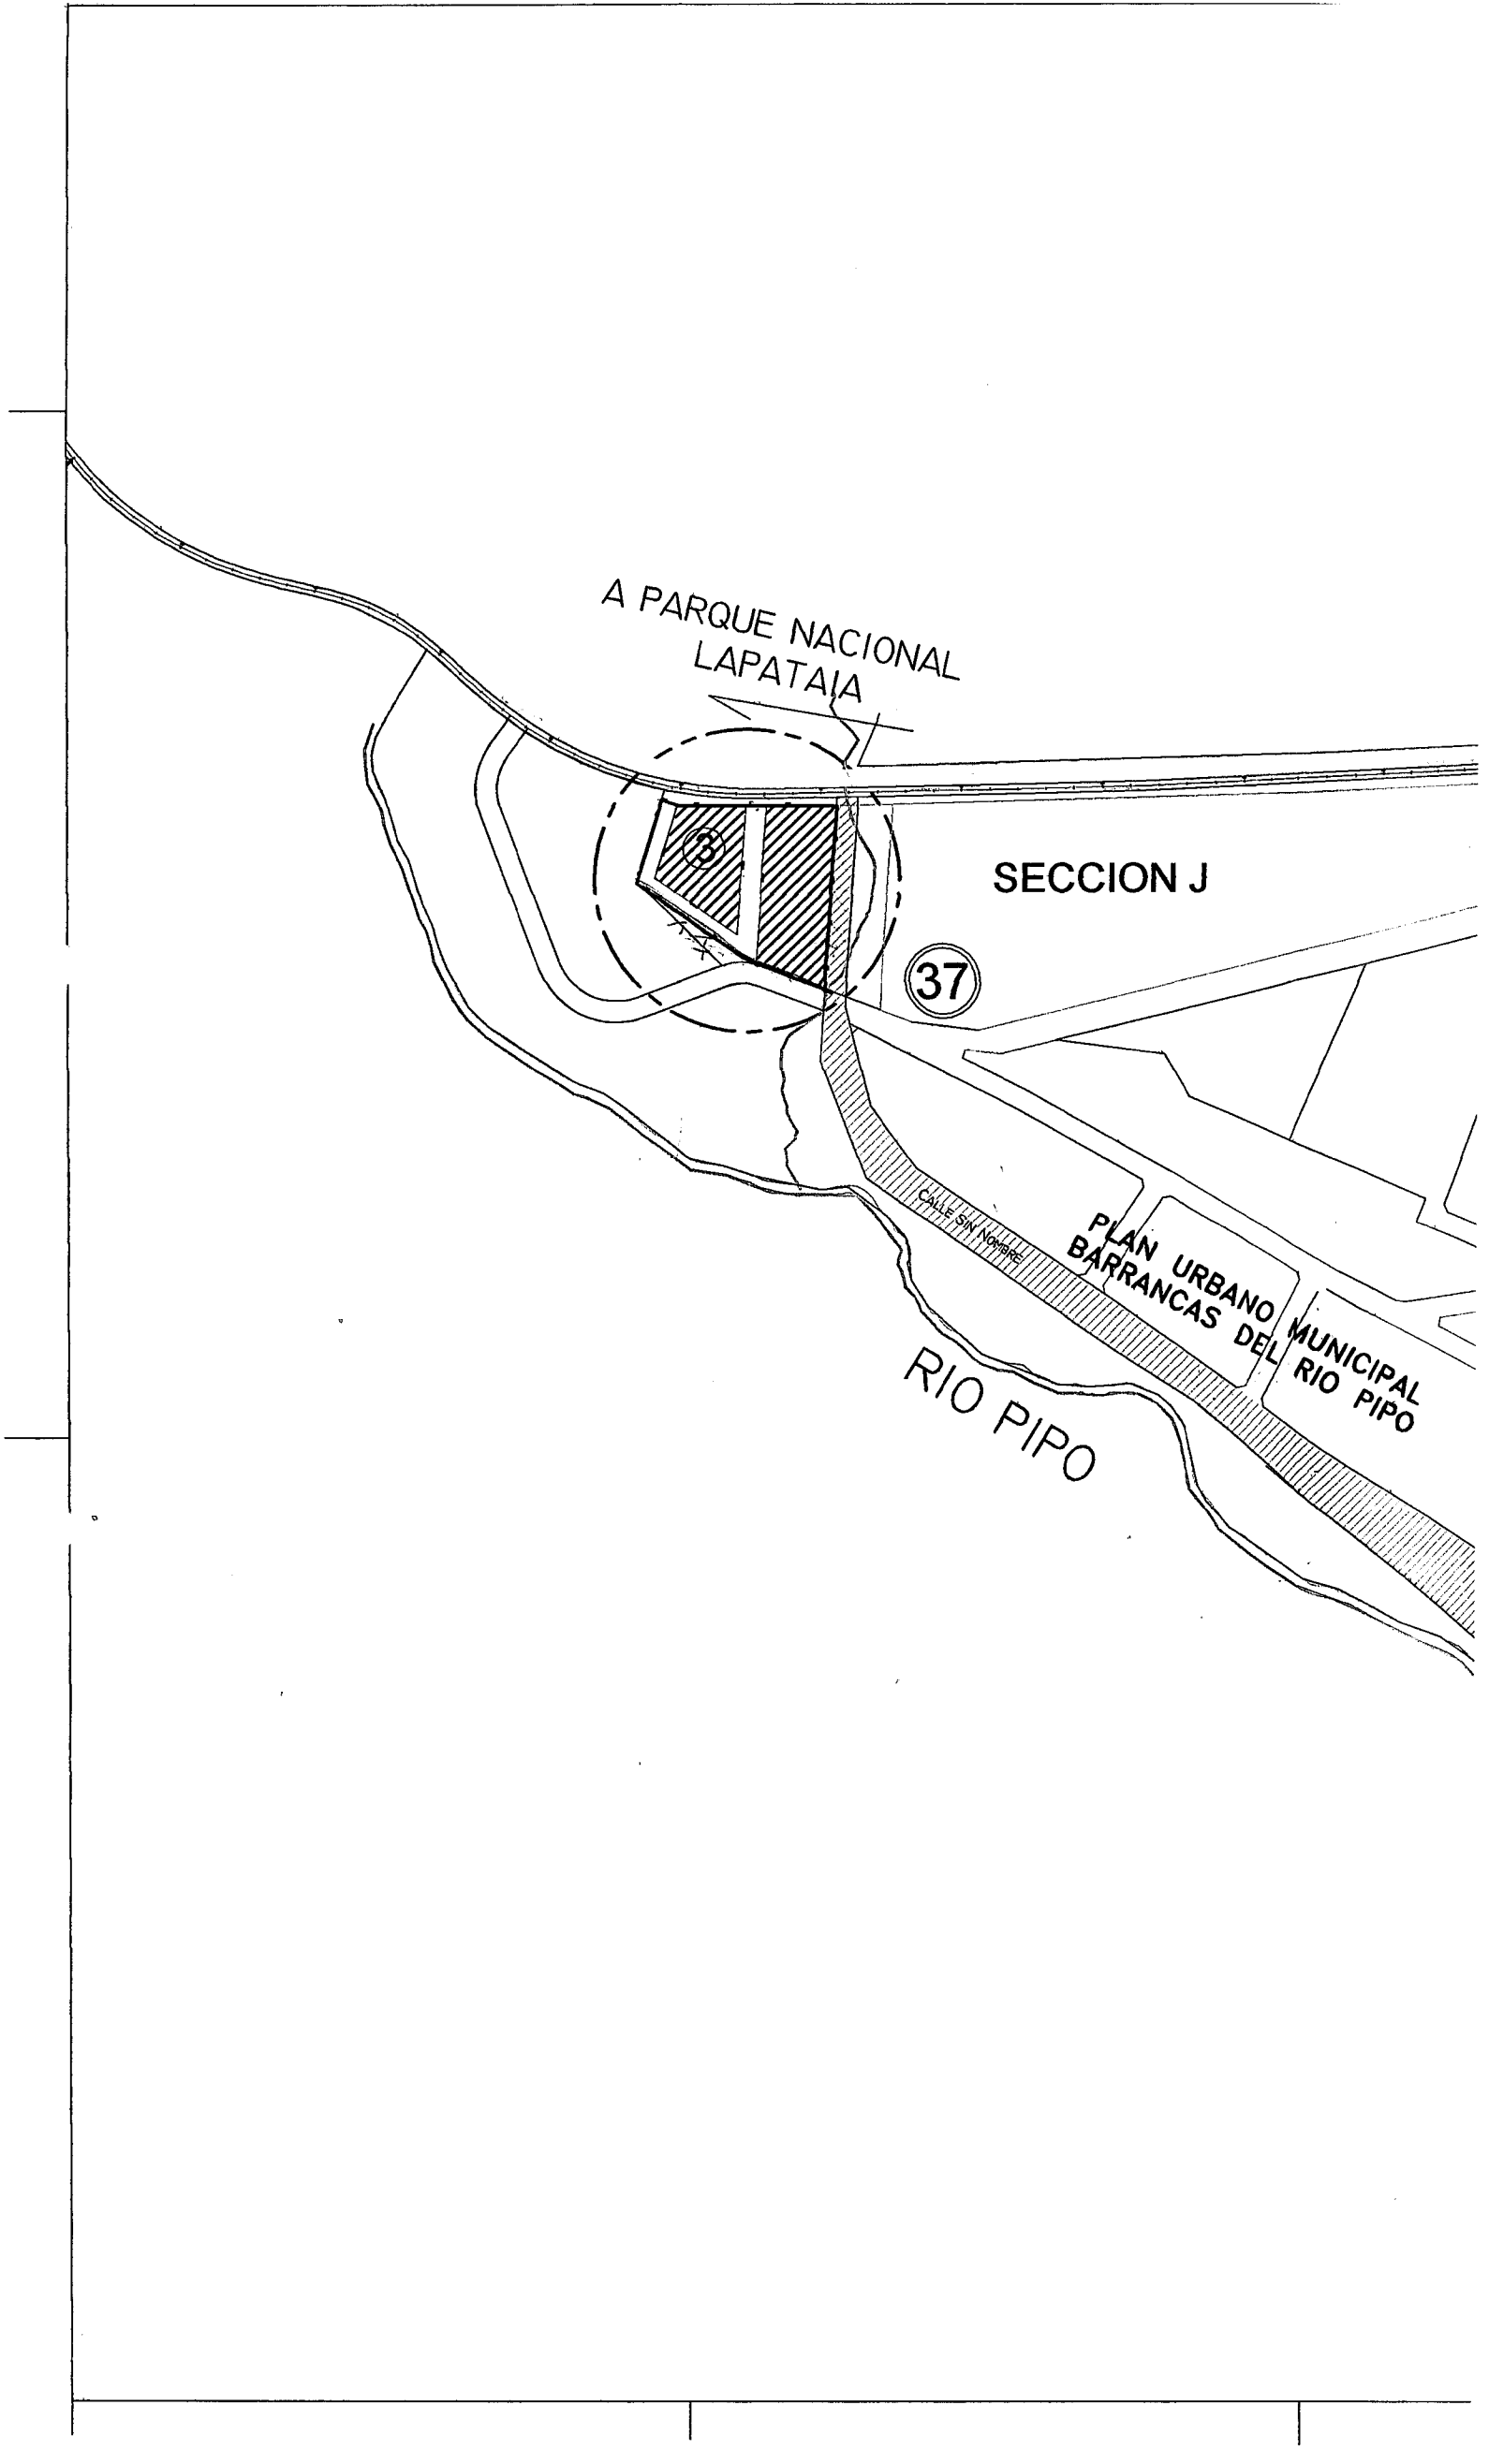 A PARQUE NACIONAL
LAPATAIA
3
SECCION J
37
CALLE SIN NOMBRE
PLAN URBANO MUNICIPAL
BARRANCAS DEL RIO PIPO
RIO PIPO